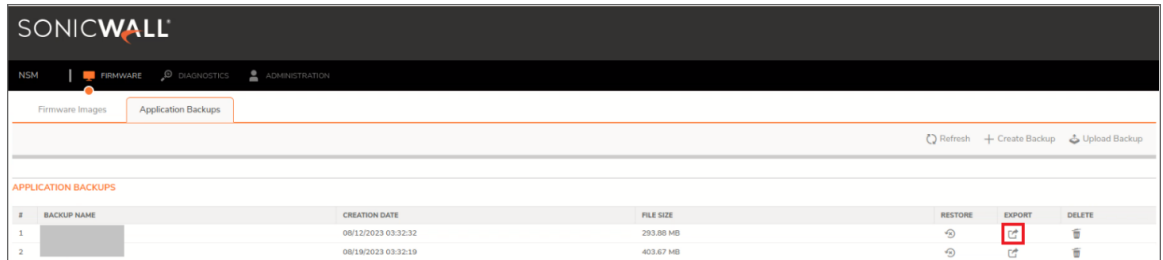 SONICWALL
NSM FIRMWARE DIAGNOSTICS ADMINISTRATION
Firmware Images Application Backups
Refresh + Create Backup Upload Backup
APPLICATION BACKUPS
# BACKUP NAME CREATION DATE FILE SIZE RESTORE EXPORT DELETE
1 08/12/2023 03:32:32 293.88 MB
2 08/19/2023 03:32:19 403.67 MB